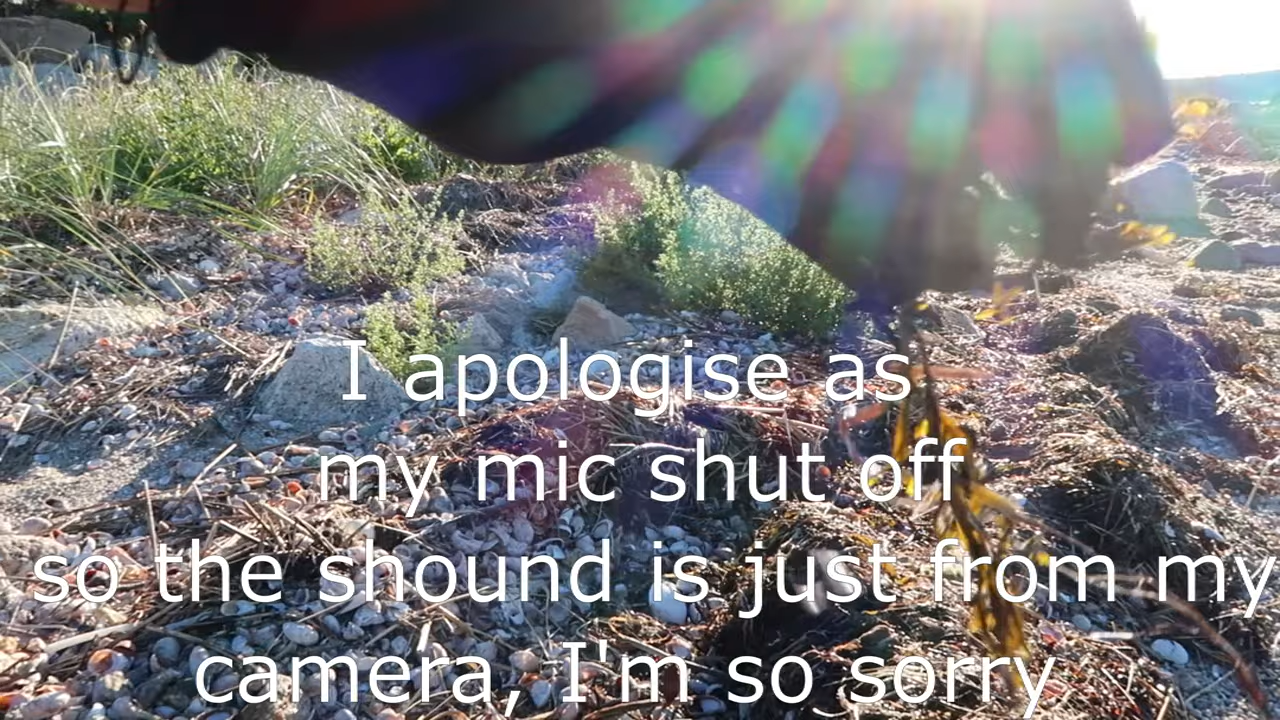 I apologise as
my mic shut off
so the shound is just from my
camera, I'm so sorry